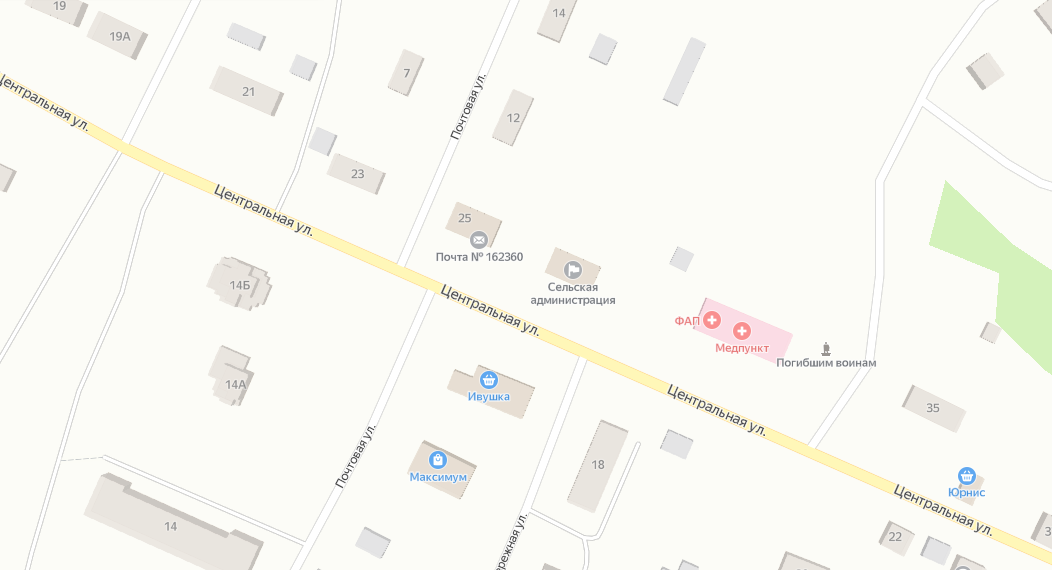 19
19А
14
Центральная ул.
7
21
Почтовая ул.
12
23
Центральная ул.
25
Почта № 162360
14Б
Сельская
администрация
Центральная ул.
ФАП
Медпункт
Погибшим воинам
14А
Ивушка
Центральная ул.
35
Почтовая ул.
Максимум
18
Юрнис
Центральная ул.
14
ережная ул.
22